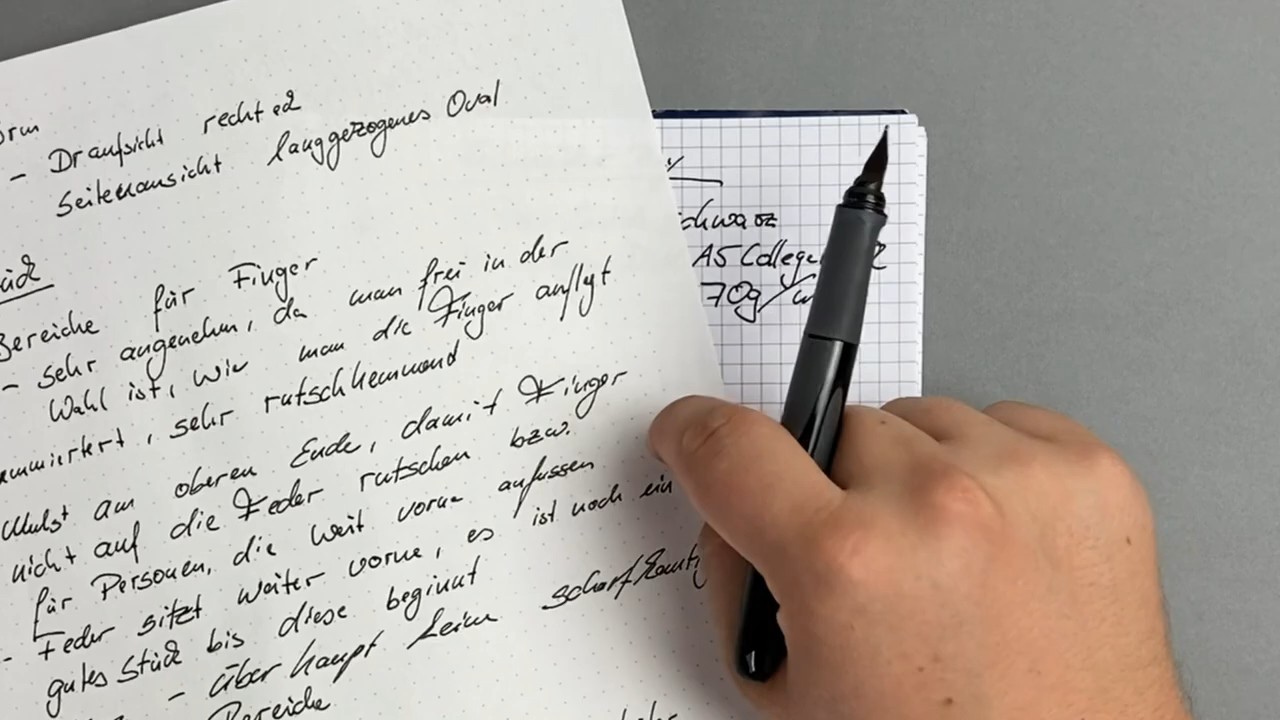 - Draufsicht rechteck
Seitenansicht langgezogenes Oval
Bereiche für Finger
- sehr angenehm, da man frei in der
Wahl ist, wie man die Finger auflegt
gummiert, sehr rutschhemmend
Wulst am oberen Ende, damit Finger
nicht auf die Feder rutschen bzw.
für Personen, die weit vorne anfassen
- Feder sitzt weiter vorne, es ist noch ein
gutes Stück bis diese beginnt
- überhaupt keine scharfkantig
Bereiche
schwarz
A5 College
70g/